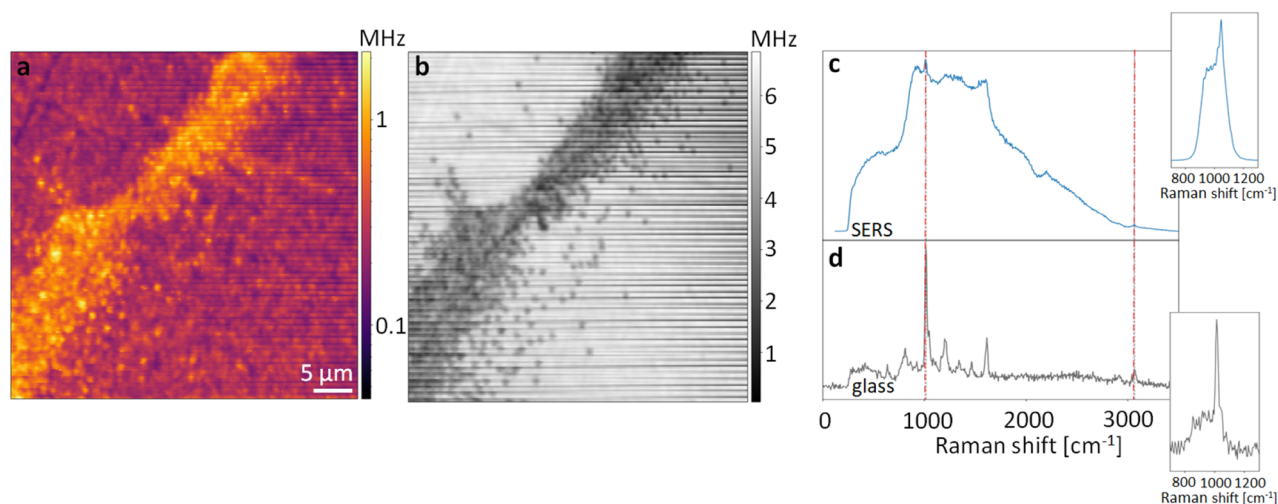 a
MHz
1
0.1
5 µm
b
MHz
6
5
4
3
2
1
c
SERS
800 1000 1200
Raman shift [cm⁻¹]
d
glass
0 1000 2000 3000
Raman shift [cm⁻¹]
800 1000 1200
Raman shift [cm⁻¹]